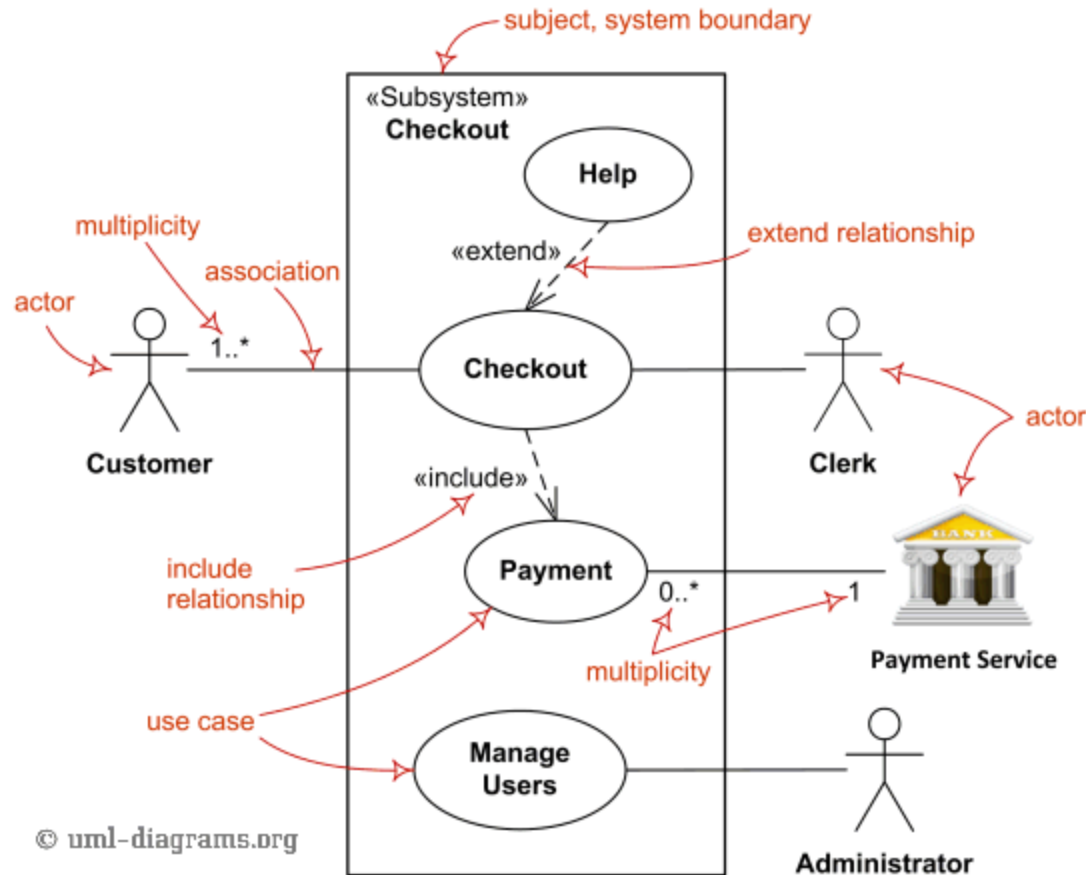 subject, system boundary
«Subsystem»
Checkout
Help
multiplicity
«extend»
extend relationship
association
actor
1..*
Checkout
Customer
Clerk
actor
«include»
include
relationship
Payment
0..*
1
BANK
Payment Service
multiplicity
use case
Manage
Users
Administrator
© uml-diagrams.org